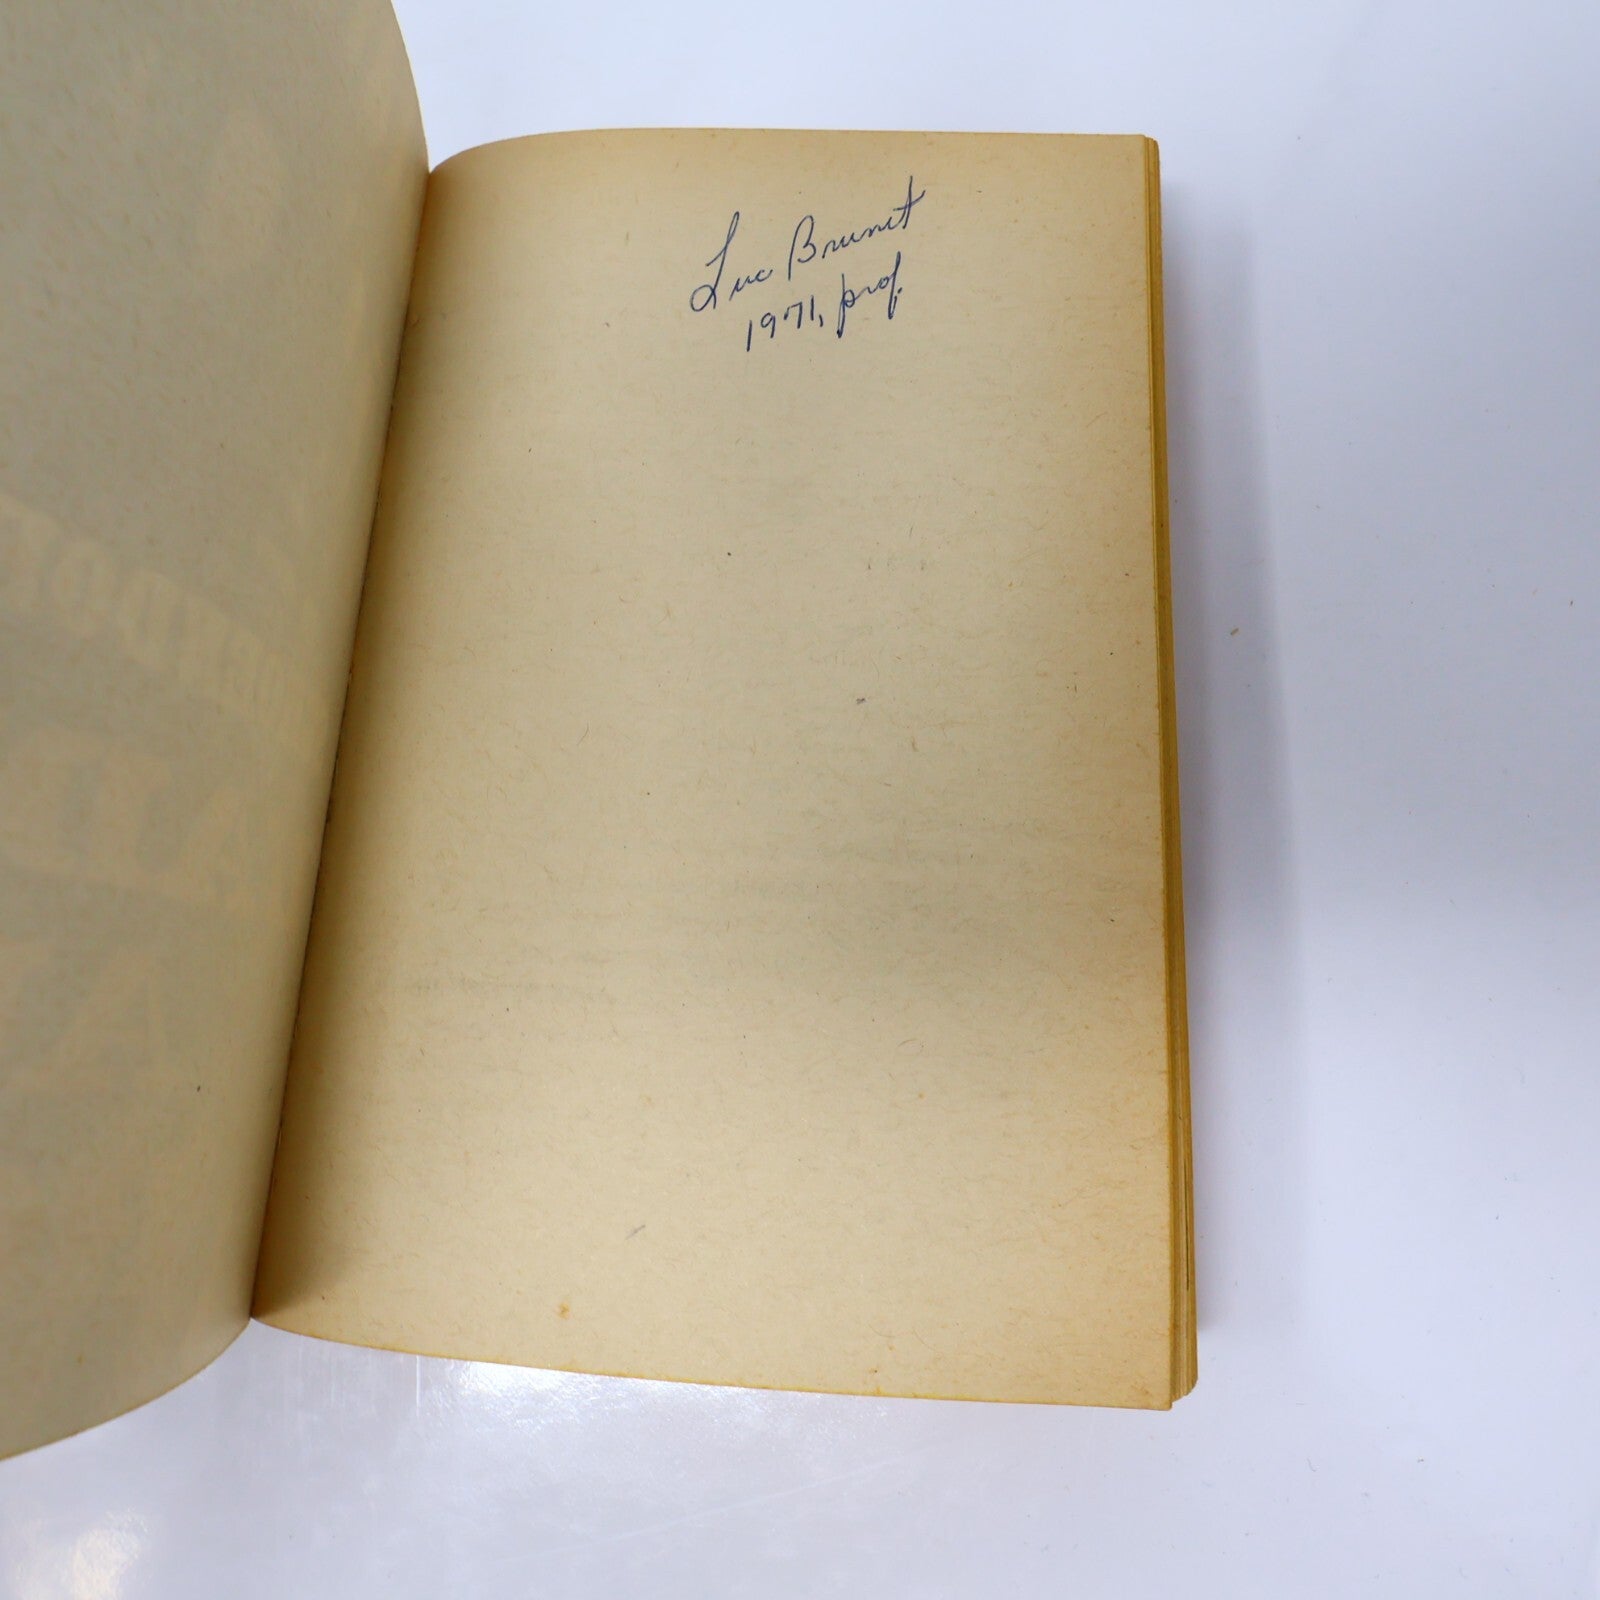 Luc Brunet
1971, prof.